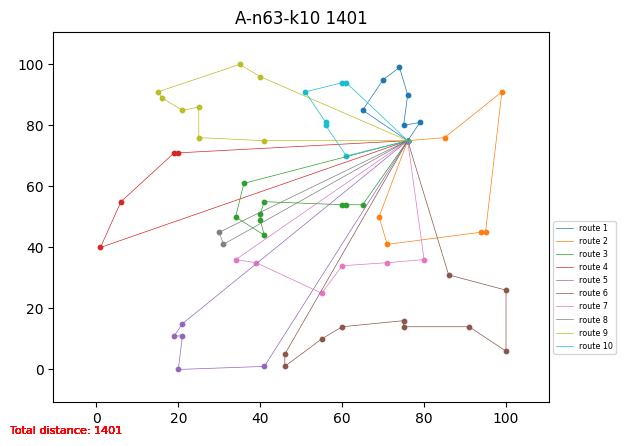 A-n63-k10 1401
100
80
60
40
20
0
0 20 40 60 80 100
route 1
route 2
route 3
route 4
route 5
route 6
route 7
route 8
route 9
route 10
Total distance: 1401